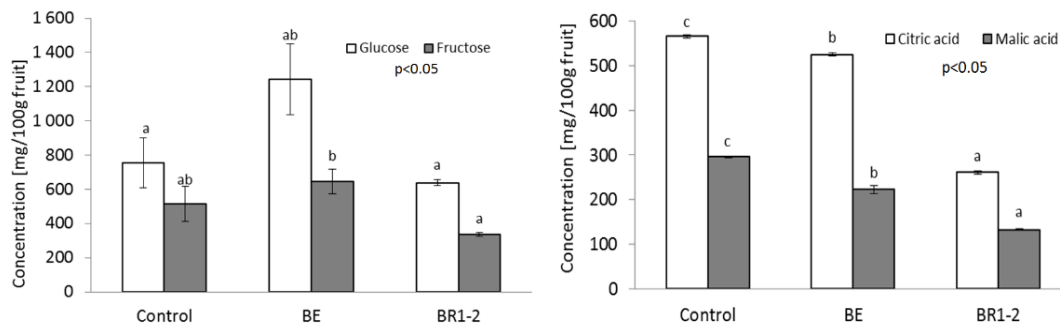 Concentration [mg/100g fruit]
1 600
1 400
1 200
1 000
800
600
400
200
0
Glucose Fructose
p<0.05
a
ab
ab
b
a
a
Control BE BR1-2
Concentration [mg/100g fruit]
600
500
400
300
200
100
0
Citric acid Malic acid
p<0.05
c
c
b
b
a
a
Control BE BR1-2